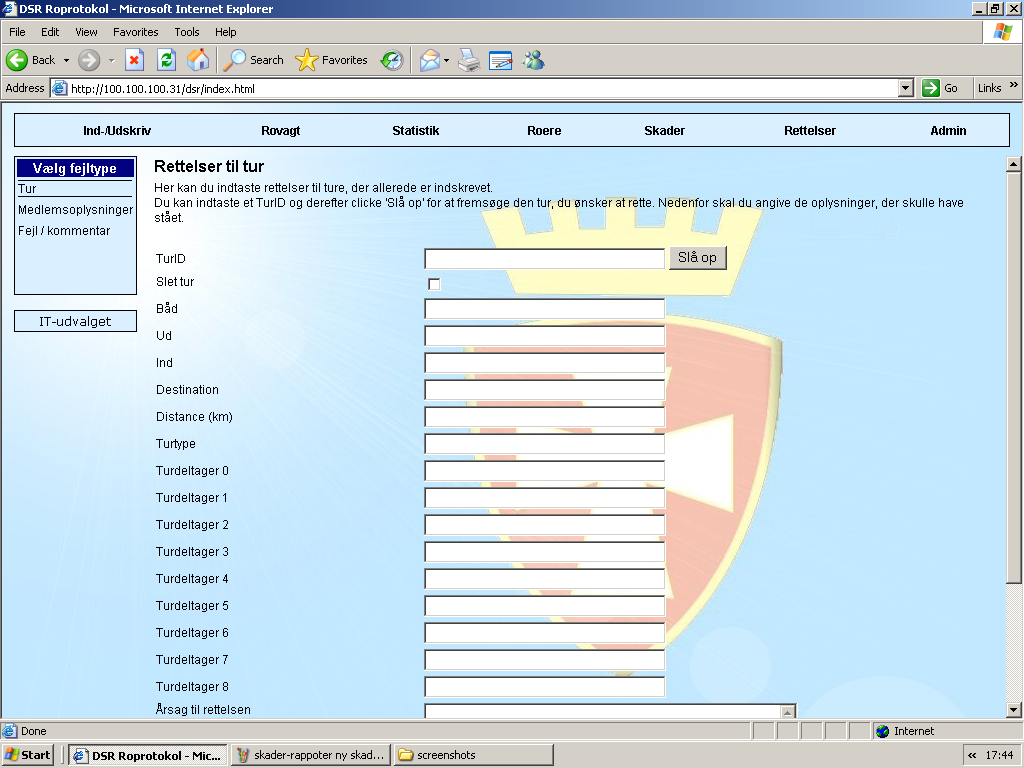 DSR Roprotokol - Microsoft Internet Explorer
File Edit View Favorites Tools Help
Back Search Favorites
Address http://100.100.100.31/dsr/index.html Go Links »
Ind-/Udskriv Rovagt Statistik Roere Skader Rettelser Admin
Vælg fejltype
Tur
Medlemsoplysninger
Fejl / kommentar
IT-udvalget
Rettelser til tur
Her kan du indtaste rettelser til ture, der allerede er indskrevet.
Du kan indtaste et TurID og derefter clicke 'Slå op' for at fremsøge den tur, du ønsker at rette. Nedenfor skal du angive de oplysninger, der skulle have
stået.
TurID Slå op
Slet tur
Båd
Ud
Ind
Destination
Distance (km)
Turtype
Turdeltager 0
Turdeltager 1
Turdeltager 2
Turdeltager 3
Turdeltager 4
Turdeltager 5
Turdeltager 6
Turdeltager 7
Turdeltager 8
Årsag til rettelsen
Done Internet
Start DSR Roprotokol - Mic... skader-rappoter ny skad... screenshots « 17:44